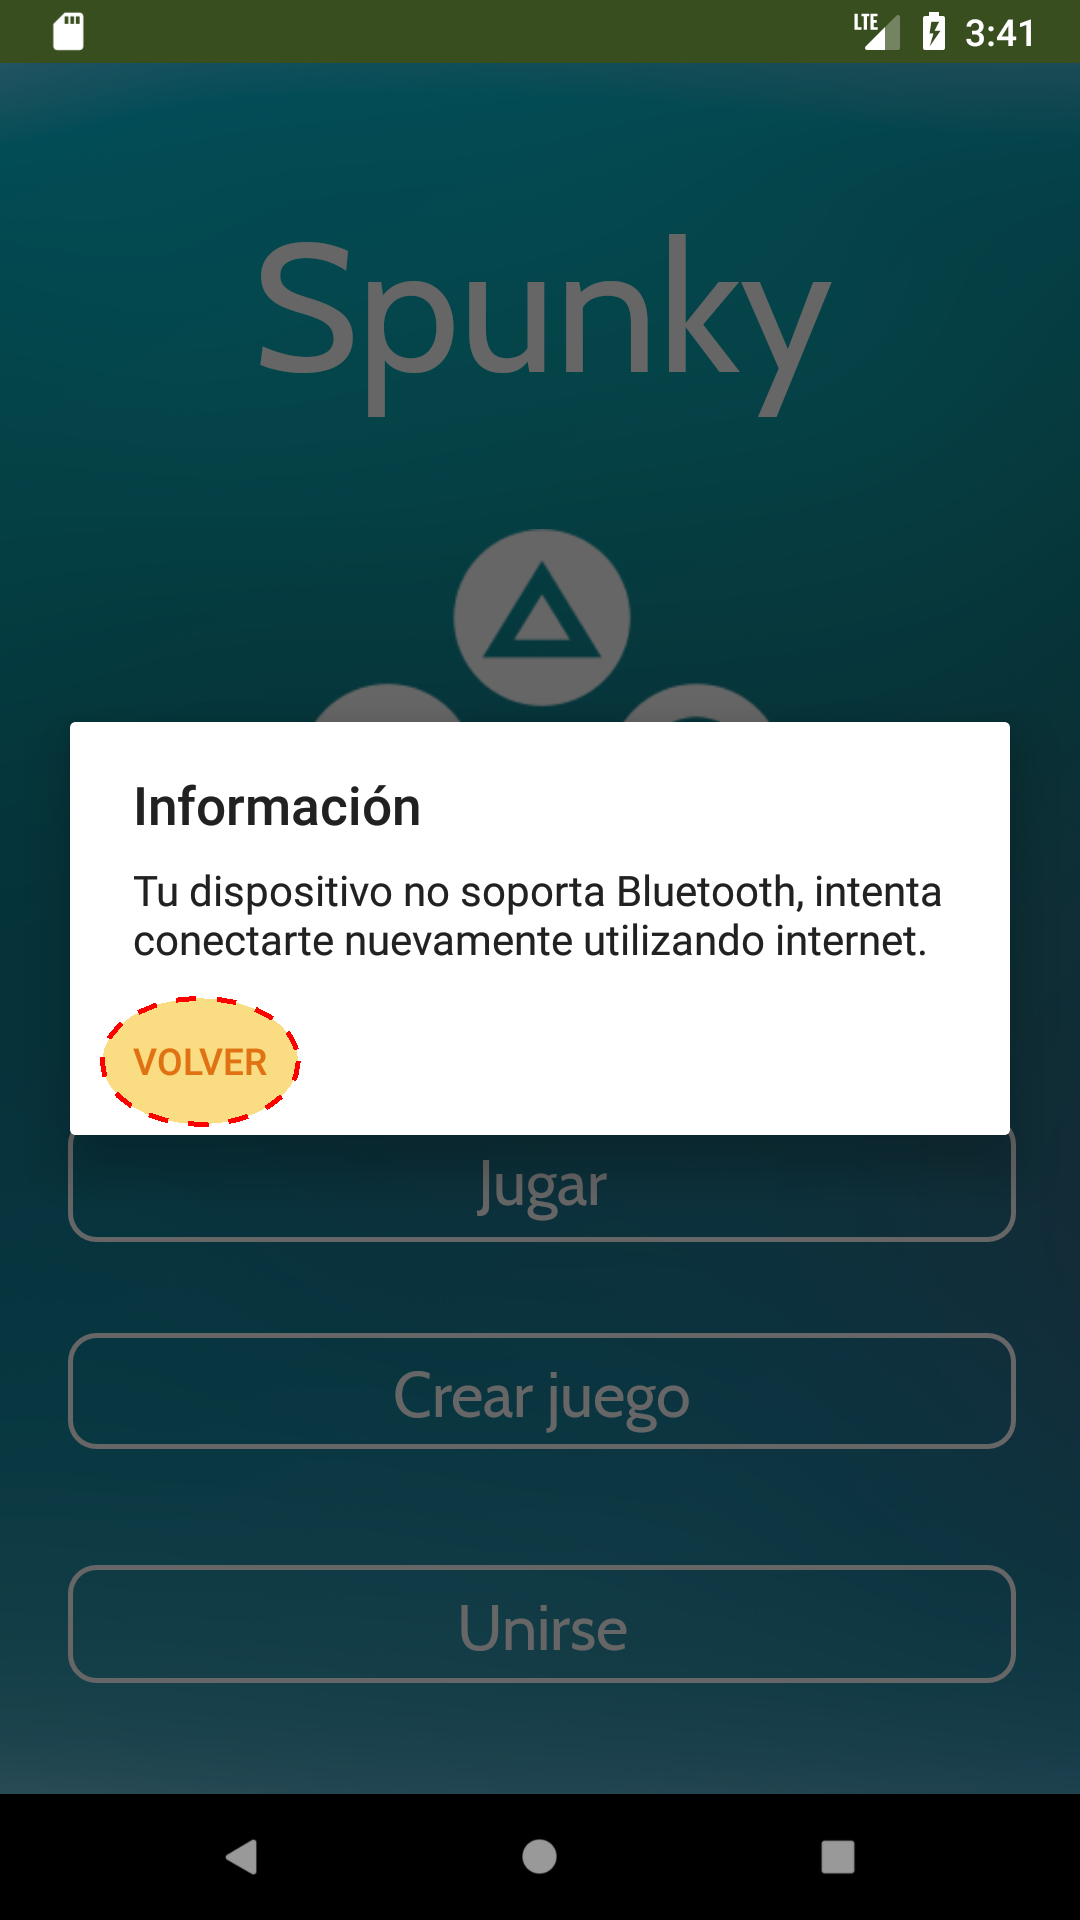 LTE 3:41
Spunky
Información
Tu dispositivo no soporta Bluetooth, intenta
conectarte nuevamente utilizando internet.
VOLVER
Jugar
Crear juego
Unirse